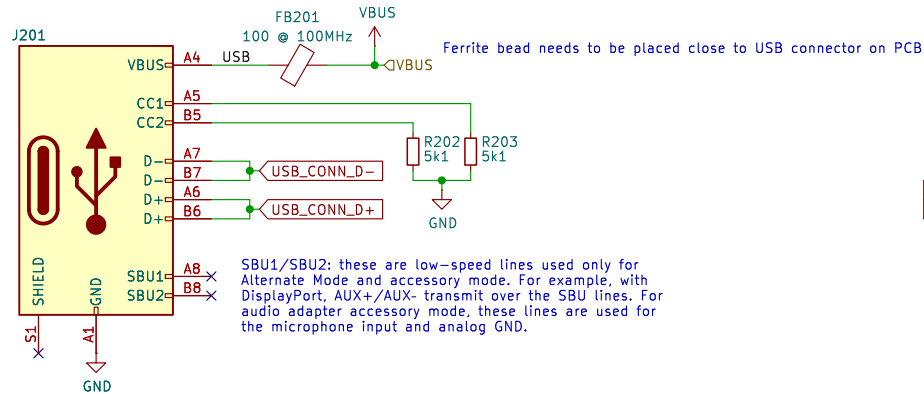 J201
FB201
100 @ 100MHz
VBUS
Ferrite bead needs to be placed close to USB connector on PCB
VBUS
A4
USB
VBUS
CC1
A5
CC2
B5
R202
5k1
R203
5k1
D-
A7
D-
B7
USB_CONN_D-
D+
A6
D+
B6
USB_CONN_D+
GND
SBU1
A8
SBU2
B8
SBU1/SBU2: these are low-speed lines used only for
Alternate Mode and accessory mode. For example, with
DisplayPort, AUX+/AUX- transmit over the SBU lines. For
audio adapter accessory mode, these lines are used for
the microphone input and analog GND.
SHIELD
GND
S1
A1
GND